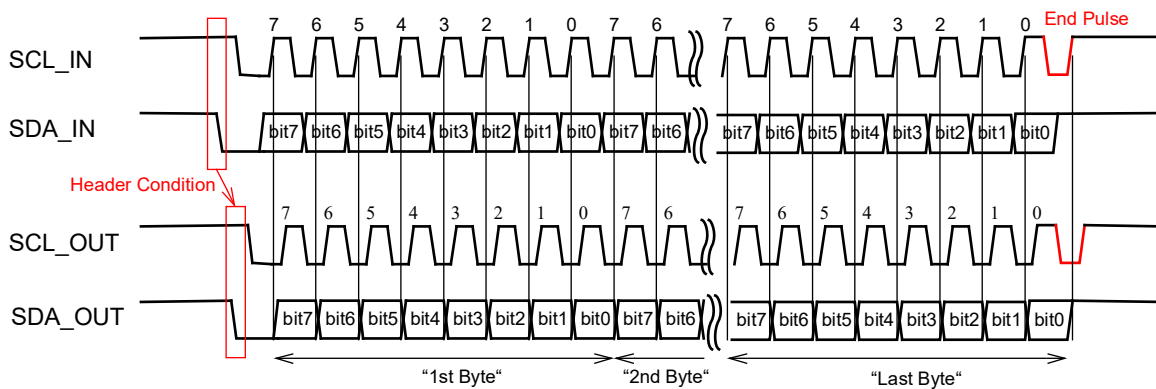 7 6 5 4 3 2 1 0 7 6 7 6 5 4 3 2 1 0 End Pulse
SCL_IN
SDA_IN bit7 bit6 bit5 bit4 bit3 bit2 bit1 bit0 bit7 bit6 bit7 bit6 bit5 bit4 bit3 bit2 bit1 bit0
Header Condition
7 6 5 4 3 2 1 0 7 6 7 6 5 4 3 2 1 0
SCL_OUT
SDA_OUT bit7 bit6 bit5 bit4 bit3 bit2 bit1 bit0 bit7 bit6 bit7 bit6 bit5 bit4 bit3 bit2 bit1 bit0
“1st Byte“ “2nd Byte“ “Last Byte“